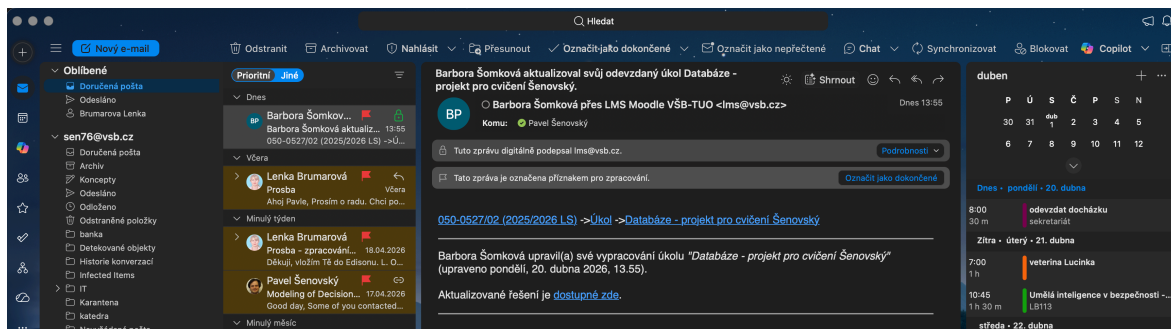 Hledat
Nový e-mail
Odstranit
Archivovat
Nahlásit
Přesunout
Označit jako dokončené
Označit jako nepřečtené
Chat
Synchronizovat
Blokovat
Copilot
Oblíbené
Doručená pošta
Odesláno
Brumarova Lenka
sen76@vsb.cz
Doručená pošta
Archiv
Koncepty
Odesláno
Odloženo
Odstraněné položky
banka
Detekované objekty
Historie konverzací
Infected Items
IT
Karantena
katedra
Prioritní Jiné
Dnes
BP
Barbora Šomkov...
Barbora Šomková aktualiz... 13:55
050-0527/02 (2025/2026 LS) ->Ú...
Včera
Lenka Brumarová
Prosba Včera
Ahoj Pavle, Prosím o radu. Chci po...
Minulý týden
Lenka Brumarová
Prosba - zpracování... 18.04.2026
Děkuji, vložím Tě do Edisonu. L. O...
Pavel Šenovský
Modeling of Decision... 17.04.2026
Good day, Some of you contacted...
Minulý měsíc
Barbora Šomková aktualizoval svůj odevzdaný úkol Databáze -
projekt pro cvičení Šenovský.
Shrnout
BP
Barbora Šomková přes LMS Moodle VŠB-TUO <lms@vsb.cz>
Dnes 13:55
Komu: Pavel Šenovský
Tuto zprávu digitálně podepsal lms@vsb.cz.
Podrobnosti
Tato zpráva je označena příznakem pro zpracování.
Označit jako dokončené
050-0527/02 (2025/2026 LS) ->Úkol ->Databáze - projekt pro cvičení Šenovský
Barbora Šomková upravil(a) své vypracování úkolu "Databáze - projekt pro cvičení Šenovský"
(upraveno pondělí, 20. dubna 2026, 13.55).
Aktualizované řešení je dostupné zde.
duben
P Ú S Č P S N
30 31 dub 1 2 3 4 5
6 7 8 9 10 11 12
Dnes • pondělí • 20. dubna
8:00 odevzdat docházku
30 m sekretariát
Zítra • úterý • 21. dubna
7:00 veterina Lucinka
1 h
10:45 Umělá inteligence v bezpečnosti -...
1 h 30 m LB113
středa • 22. dubna